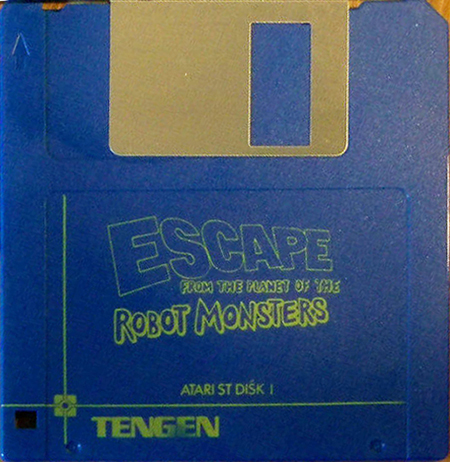 ESCAPE
FROM THE PLANET OF THE
ROBOT MONSTERS
ATARI ST DISK 1
TENGEN